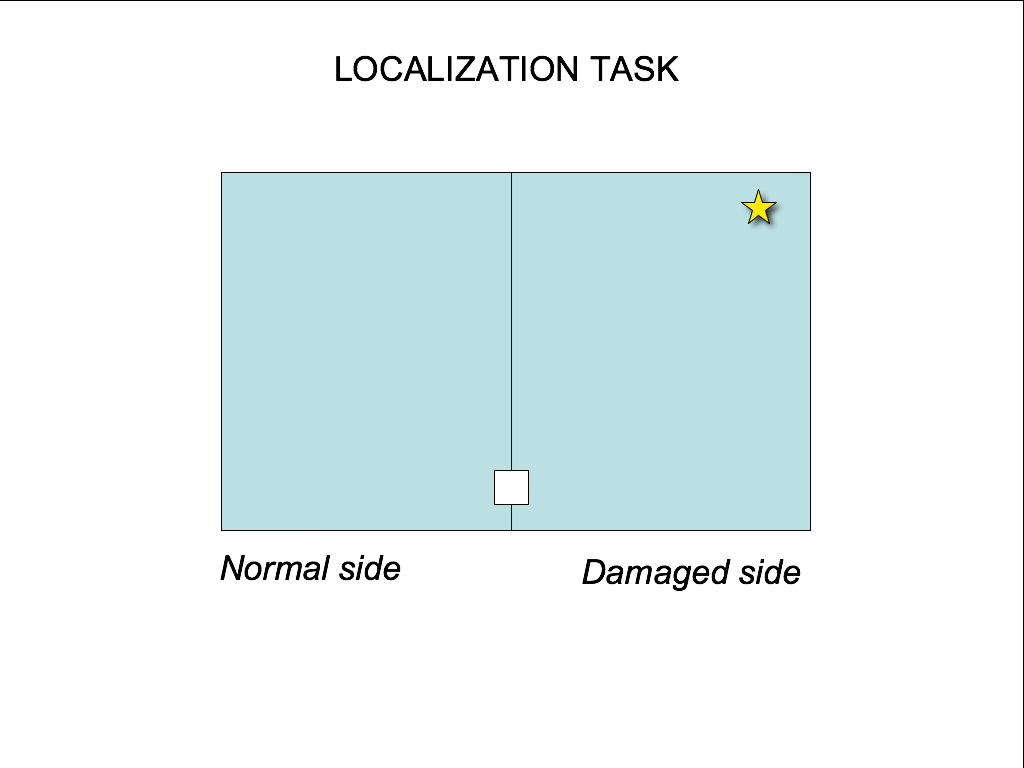 LOCALIZATION TASK
Normal side
Damaged side